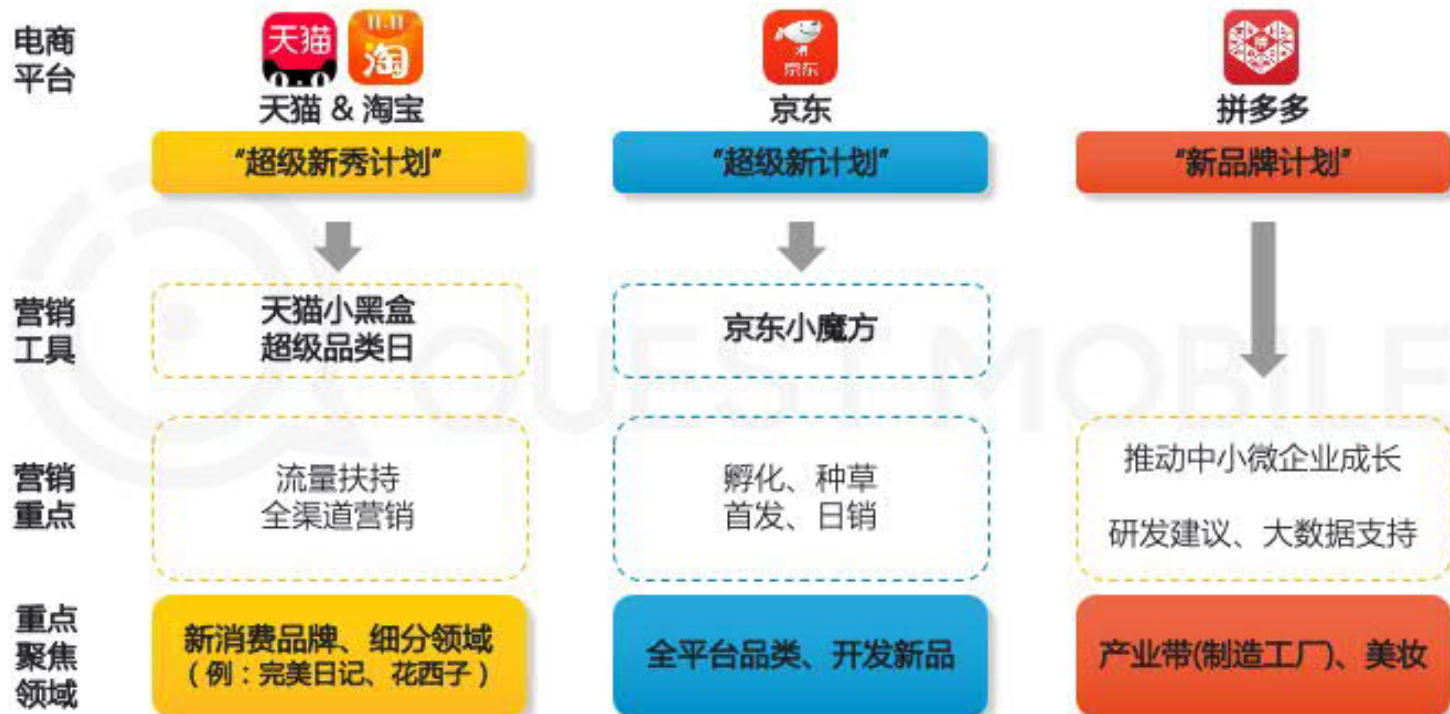 电商
平台
天猫
11.11
淘
京东
拼
天猫 & 淘宝
京东
拼多多
"超级新秀计划"
"超级新计划"
"新品牌计划"
营销
工具
天猫小黑盒
超级品类日
京东小魔方
QUEST MOBILE
营销
重点
流量扶持
全渠道营销
孵化、种草
首发、日销
推动中小微企业成长
研发建议、大数据支持
重点
聚焦
领域
新消费品牌、细分领域
(例：完美日记、花西子)
全平台品类、开发新品
产业带(制造工厂)、美妆